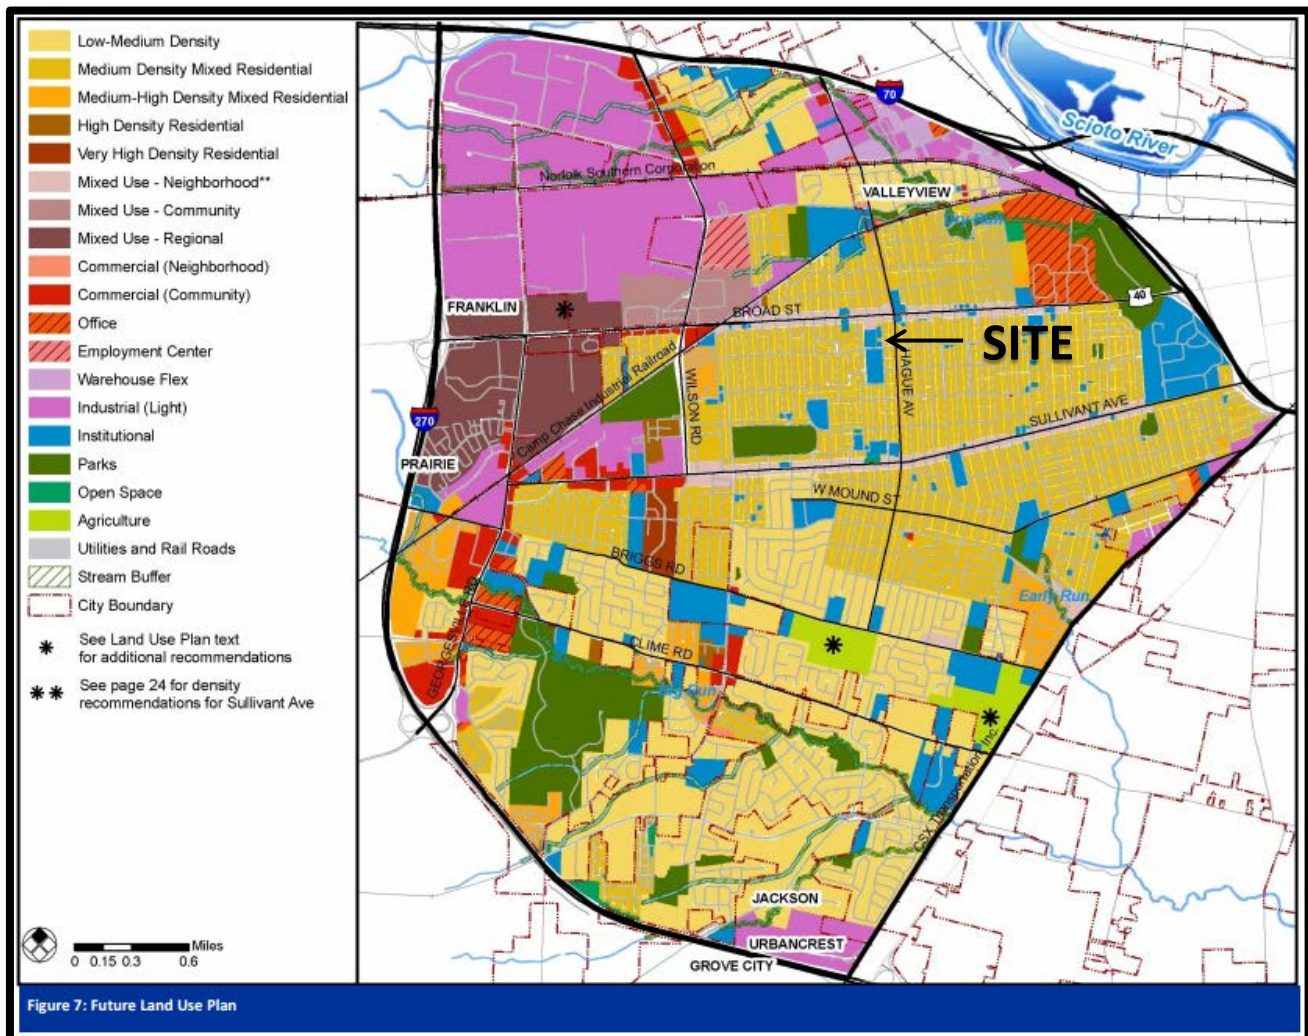 Low-Medium Density
Medium Density Mixed Residential
Medium-High Density Mixed Residential
High Density Residential
Very High Density Residential
Mixed Use - Neighborhood**
Mixed Use - Community
Mixed Use - Regional
Commercial (Neighborhood)
Commercial (Community)
Office
Employment Center
Warehouse Flex
Industrial (Light)
Institutional
Parks
Open Space
Agriculture
Utilities and Rail Roads
Stream Buffer
City Boundary
See Land Use Plan text
for additional recommendations
See page 24 for density
recommendations for Sullivant Ave
Miles
0 0.15 0.3 0.6
70
Scioto River
Norfolk Southern Corporation
VALLEYVIEW
40
FRANKLIN
BROAD ST
SITE
HAGUE AV
WILSON RD
Camp Chase Industrial Railroad
SULLIVANT AVE
270
PRAIRIE
W MOUND ST
BRIGGS RD
Early Run
GEORGESVILLE RD
CLIME RD
Big Run
CSX Transportation Inc.
JACKSON
URBANCREST
GROVE CITY
Figure 7: Future Land Use Plan